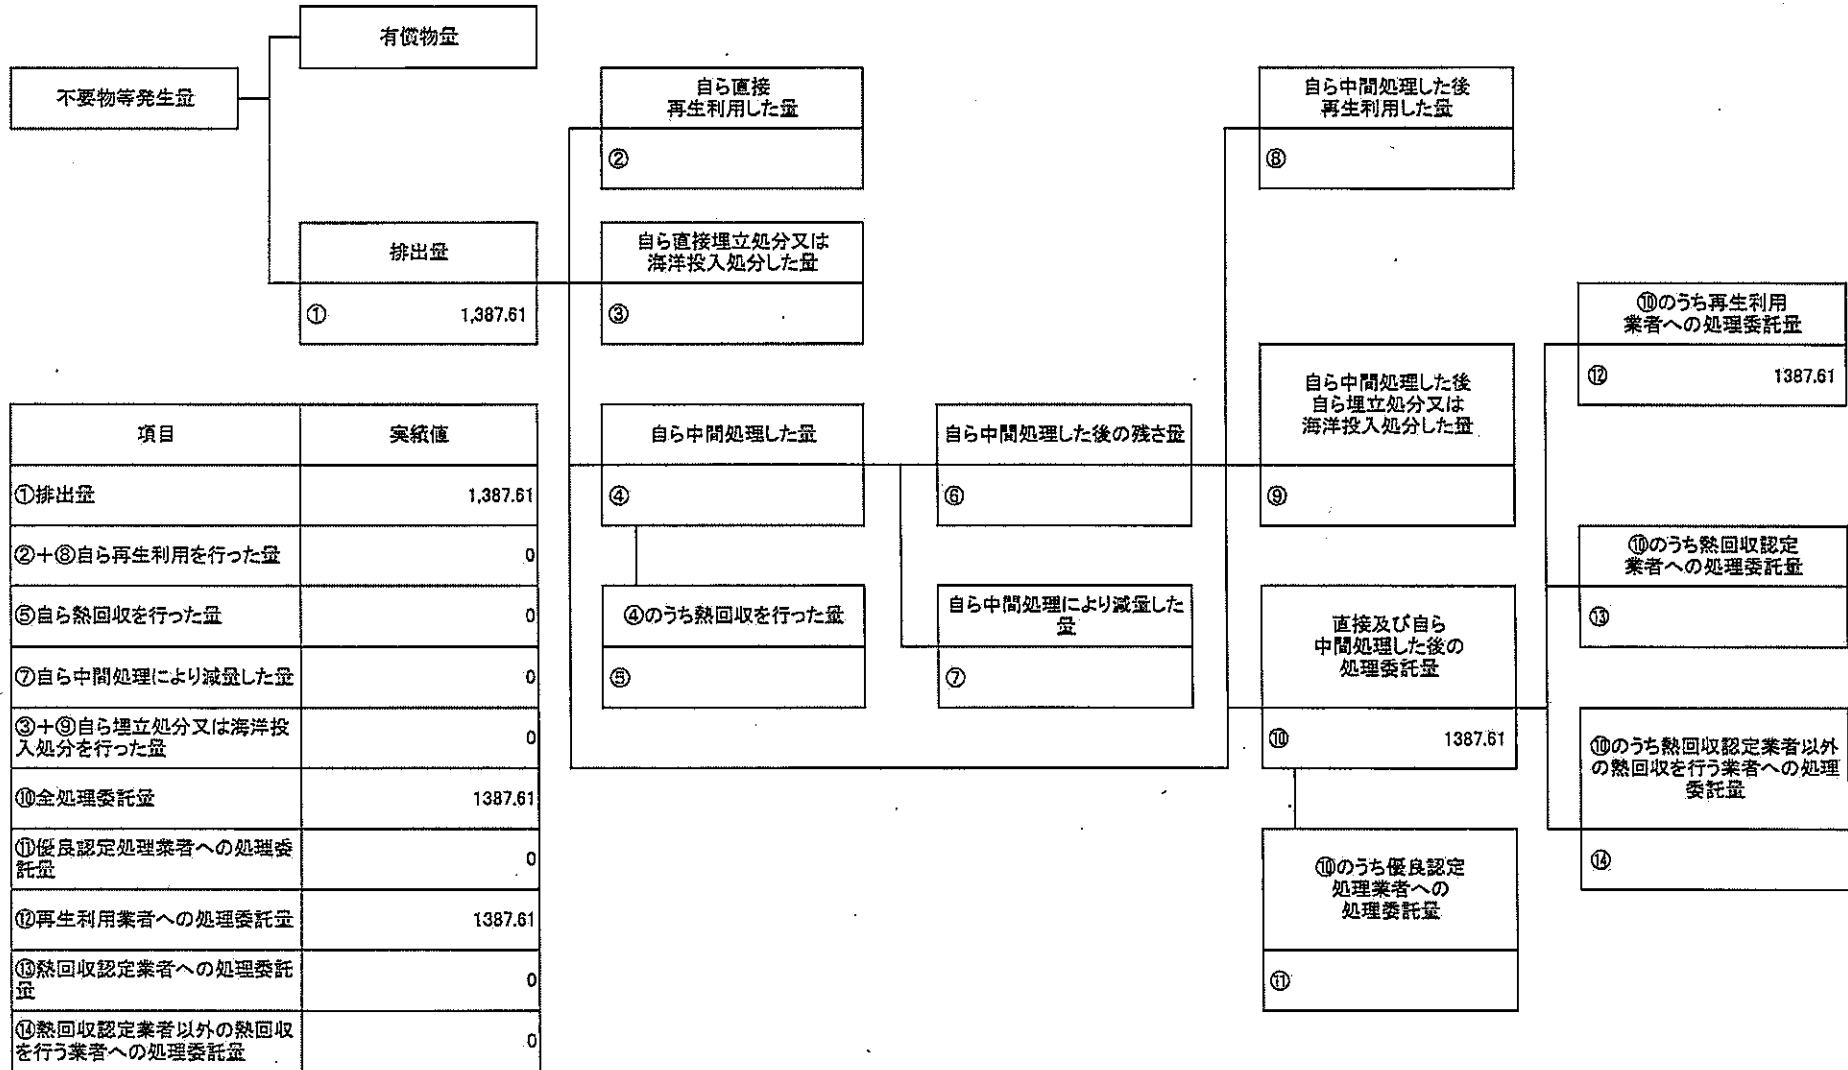 有償物量
不要物等発生量
自ら直接
再生利用した量
②
自ら中間処理した後
再生利用した量
⑧
排出量
① 1,387.61
自ら直接埋立処分又は
海洋投入処分した量
③
⑩のうち再生利用
業者への処理委託量
⑫ 1387.61
自ら中間処理した量
④
自ら中間処理した後の残さ量
⑥
自ら中間処理した後
自ら埋立処分又は
海洋投入処分した量
⑨
⑩のうち熱回収認定
業者への処理委託量
⑬
④のうち熱回収を行った量
⑤
自ら中間処理により減量した
量
⑦
直接及び自ら
中間処理した後の
処理委託量
⑩ 1387.61
⑩のうち熱回収認定業者以外
の熱回収を行う業者への処理
委託量
⑭
⑩のうち優良認定
処理業者への
処理委託量
⑪
項目 実績値
①排出量 1,387.61
②+⑧自ら再生利用を行った量 0
⑤自ら熱回収を行った量 0
⑦自ら中間処理により減量した量 0
③+⑨自ら埋立処分又は海洋投
入処分を行った量 0
⑩全処理委託量 1387.61
⑪優良認定処理業者への処理委
託量 0
⑫再生利用業者への処理委託量 1387.61
⑬熱回収認定業者への処理委託
量 0
⑭熱回収認定業者以外の熱回収
を行う業者への処理委託量 0